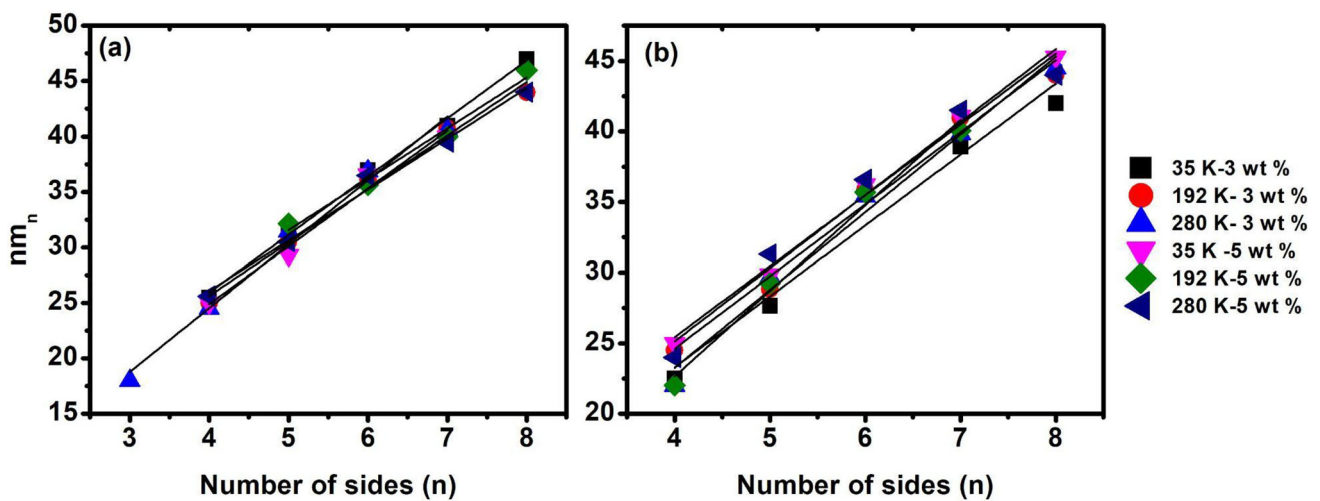 (a)
50
45
40
35
30
25
20
15
nm_n
3 4 5 6 7 8
Number of sides (n)
(b)
45
40
35
30
25
20
4 5 6 7 8
Number of sides (n)
35 K-3 wt %
192 K- 3 wt %
280 K- 3 wt %
35 K -5 wt %
192 K-5 wt %
280 K-5 wt %